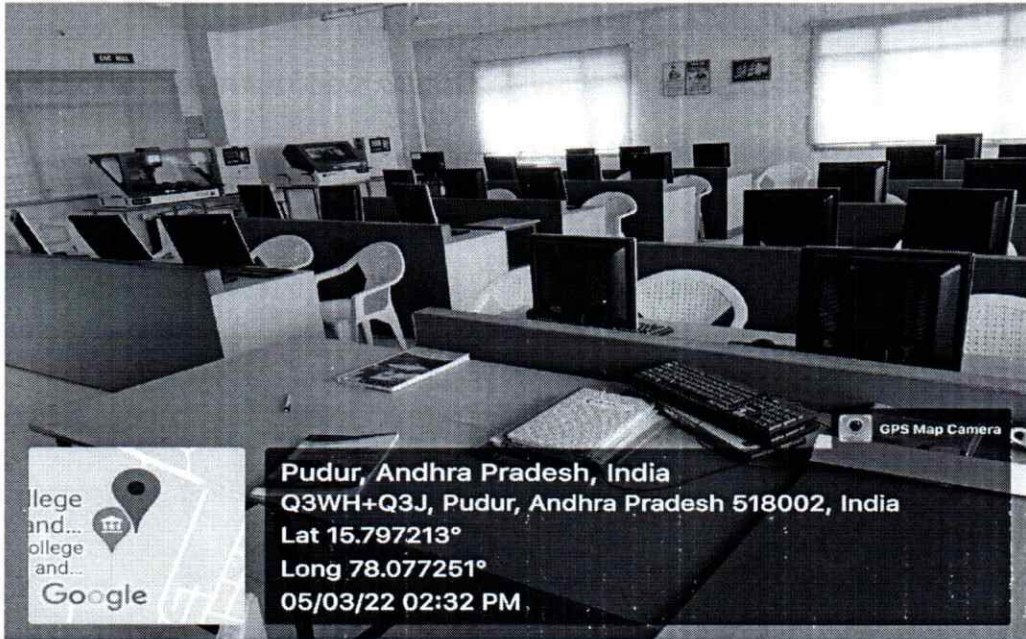 GPS Map Camera
llege
and...
ollege
and...
Google
Pudur, Andhra Pradesh, India
Q3WH+Q3J, Pudur, Andhra Pradesh 518002, India
Lat 15.797213°
Long 78.077251°
05/03/22 02:32 PM